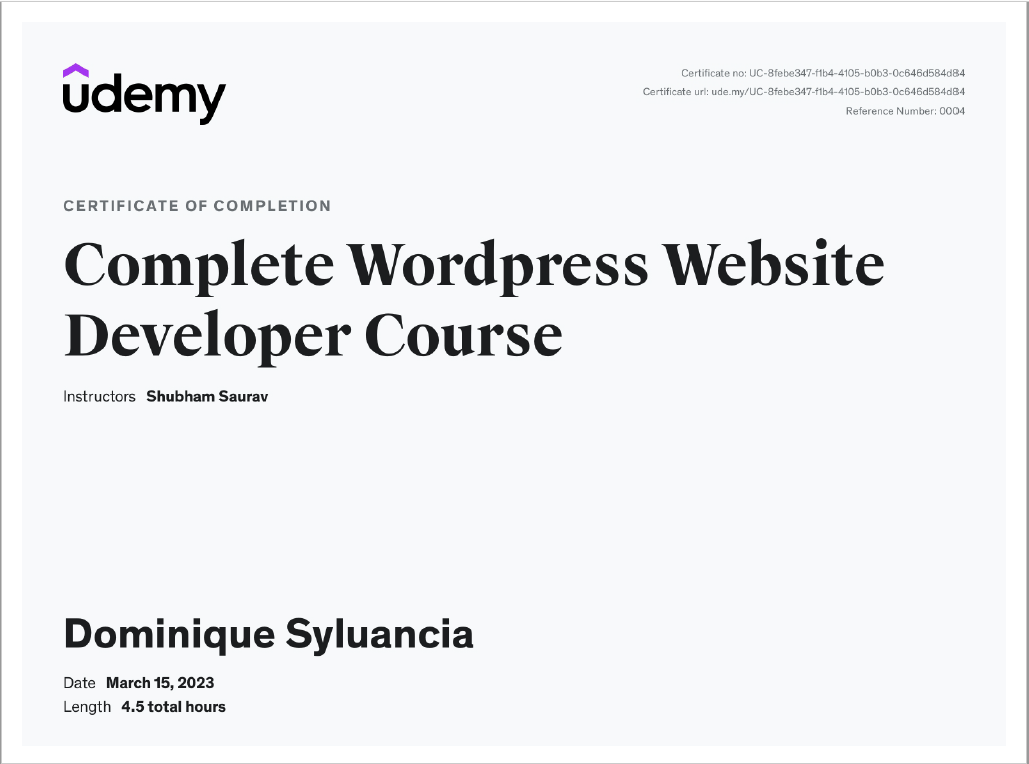 udemy
Certificate no: UC-8febe347-f1b4-4105-b0b3-0c646d584d84
Certificate url: ude.my/UC-8febe347-f1b4-4105-b0b3-0c646d584d84
Reference Number: 0004
CERTIFICATE OF COMPLETION
Complete Wordpress Website
Developer Course
Instructors Shubham Saurav
Dominique Syluancia
Date March 15, 2023
Length 4.5 total hours